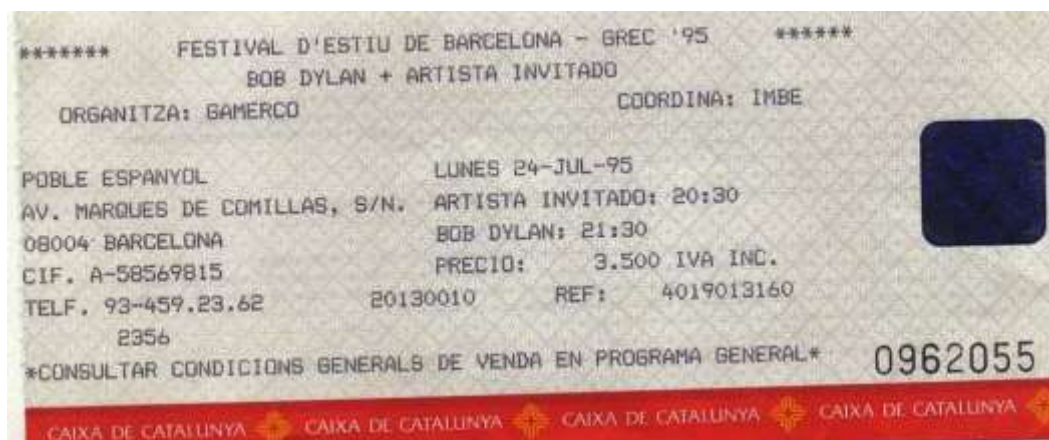 ******* FESTIVAL D'ESTIU DE BARCELONA - GREC '95 ******
BOB DYLAN + ARTISTA INVITADO
ORGANITZA: GAMERCO COORDINA: IMBE
POBLE ESPANYOL LUNES 24-JUL-95
AV. MARQUES DE COMILLAS, S/N. ARTISTA INVITADO: 20:30
08004 BARCELONA BOB DYLAN: 21:30
CIF. A-58569815 PRECIO: 3.500 IVA INC.
TELF. 93-459.23.62 20130010 REF: 4019013160
2356
*CONSULTAR CONDICIONS GENERALS DE VENDA EN PROGRAMA GENERAL* 0962055
CAIXA DE CATALUNYA CAIXA DE CATALUNYA CAIXA DE CATALUNYA CAIXA DE CATALUNYA